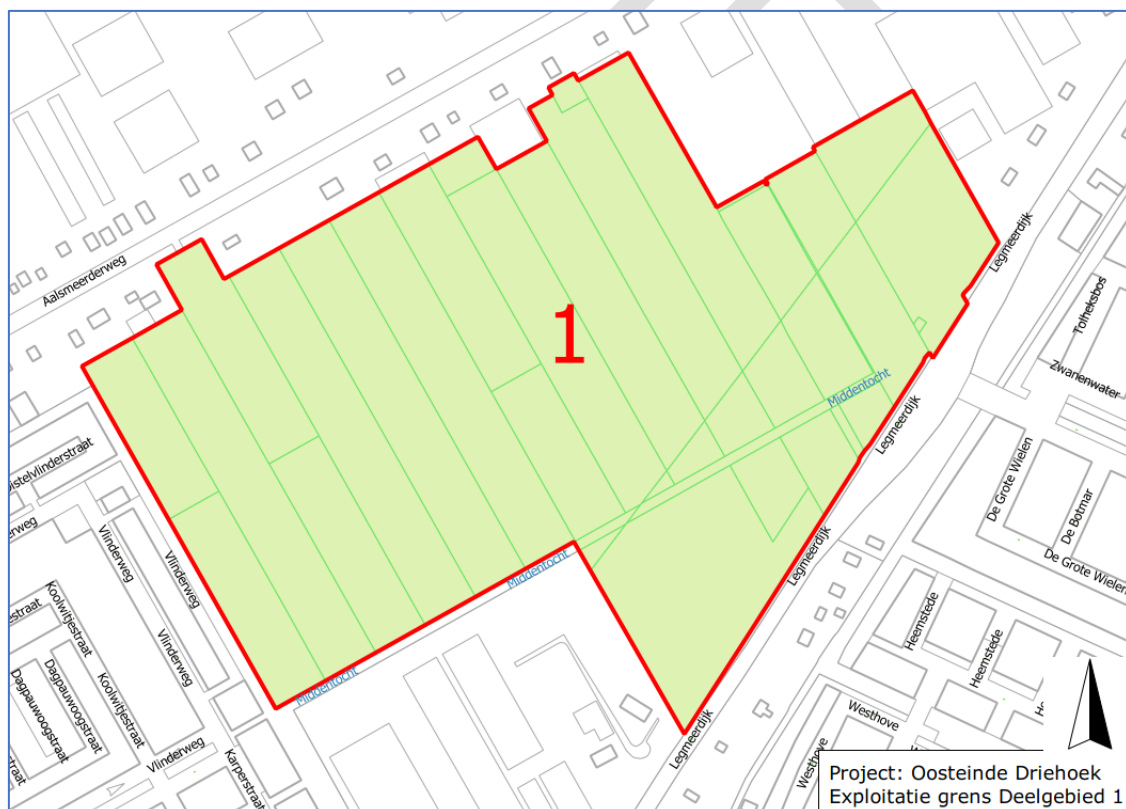 Aalsmeerderweg
1
Legmeerdijk
Tolheksbos
Zwanenwater
Middentocht
Legmeerdijk
De Grote Wielen
De Botmar
De Grote Wielen
Vlinderweg
Vlinderweg
Middentocht
Legmeerdijk
Heemstede
Heemstede
Koolwitjestraat
Vlinderweg
Dagpauwoogstraat
Dagpauwoogstraat
Koolwitjestraat
Middentocht
Vlinderweg
Karperstraat
Legmeerdijk
Westhove
Westhove
Project: Oosteinde Driehoek
Exploitatie grens Deelgebied 1